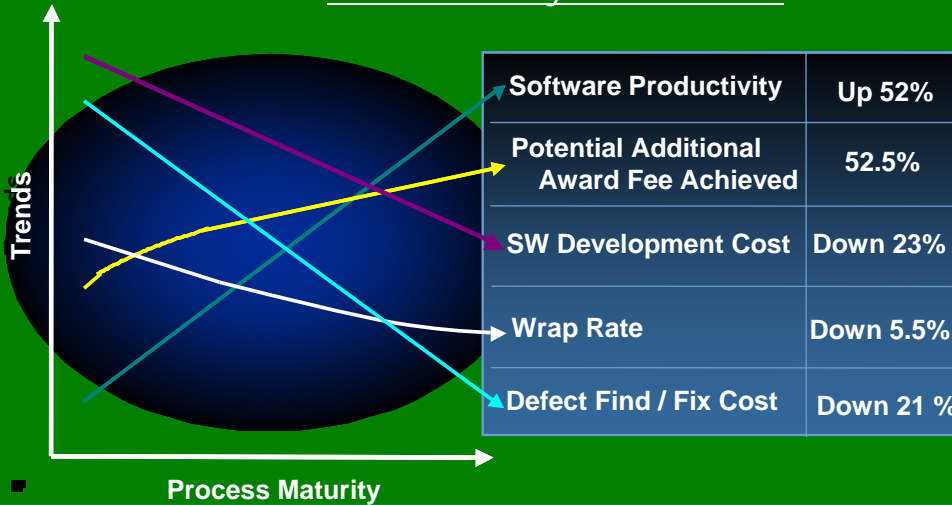 Software Productivity
Up 52%
Potential Additional
Award Fee Achieved
52.5%
SW Development Cost
Down 23%
Wrap Rate
Down 5.5%
Defect Find / Fix Cost
Down 21 %
Trends
Process Maturity